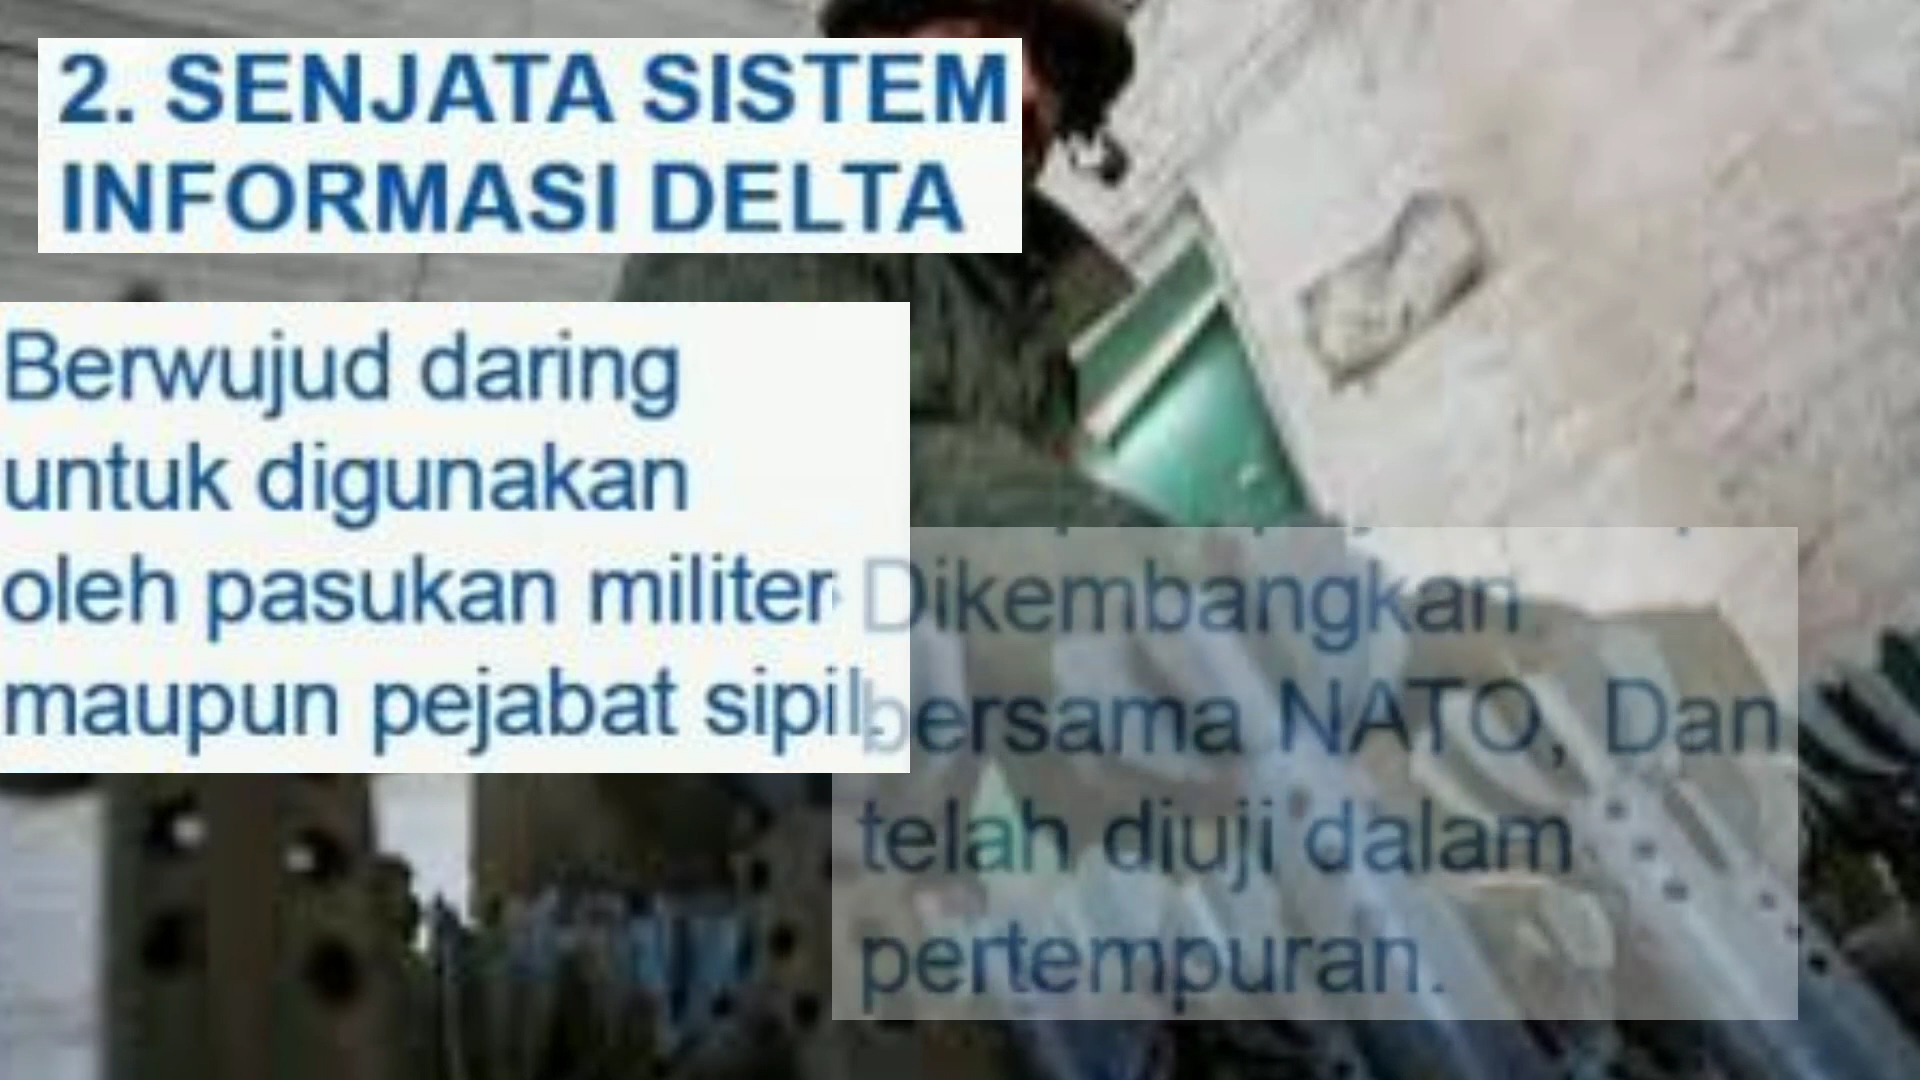 2. SENJATA SISTEM
INFORMASI DELTA
Berwujud daring
untuk digunakan
oleh pasukan militer
maupun pejabat sipil.
Dikembangkan
bersama NATO, Dan
telah diuji dalam
pertempuran.